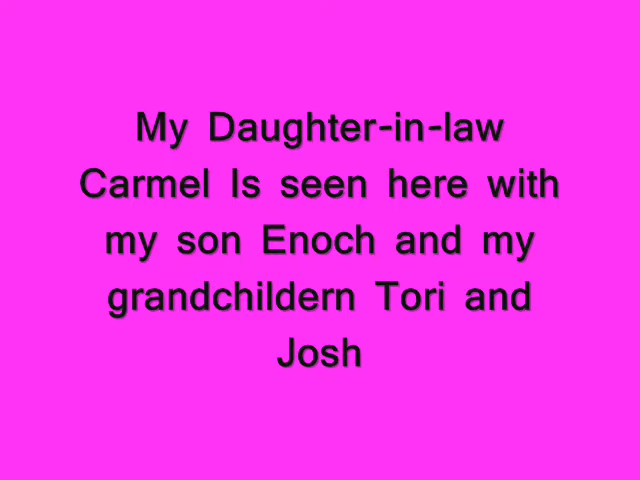 My Daughter-in-law
Carmel Is seen here with
my son Enoch and my
grandchildern Tori and
Josh